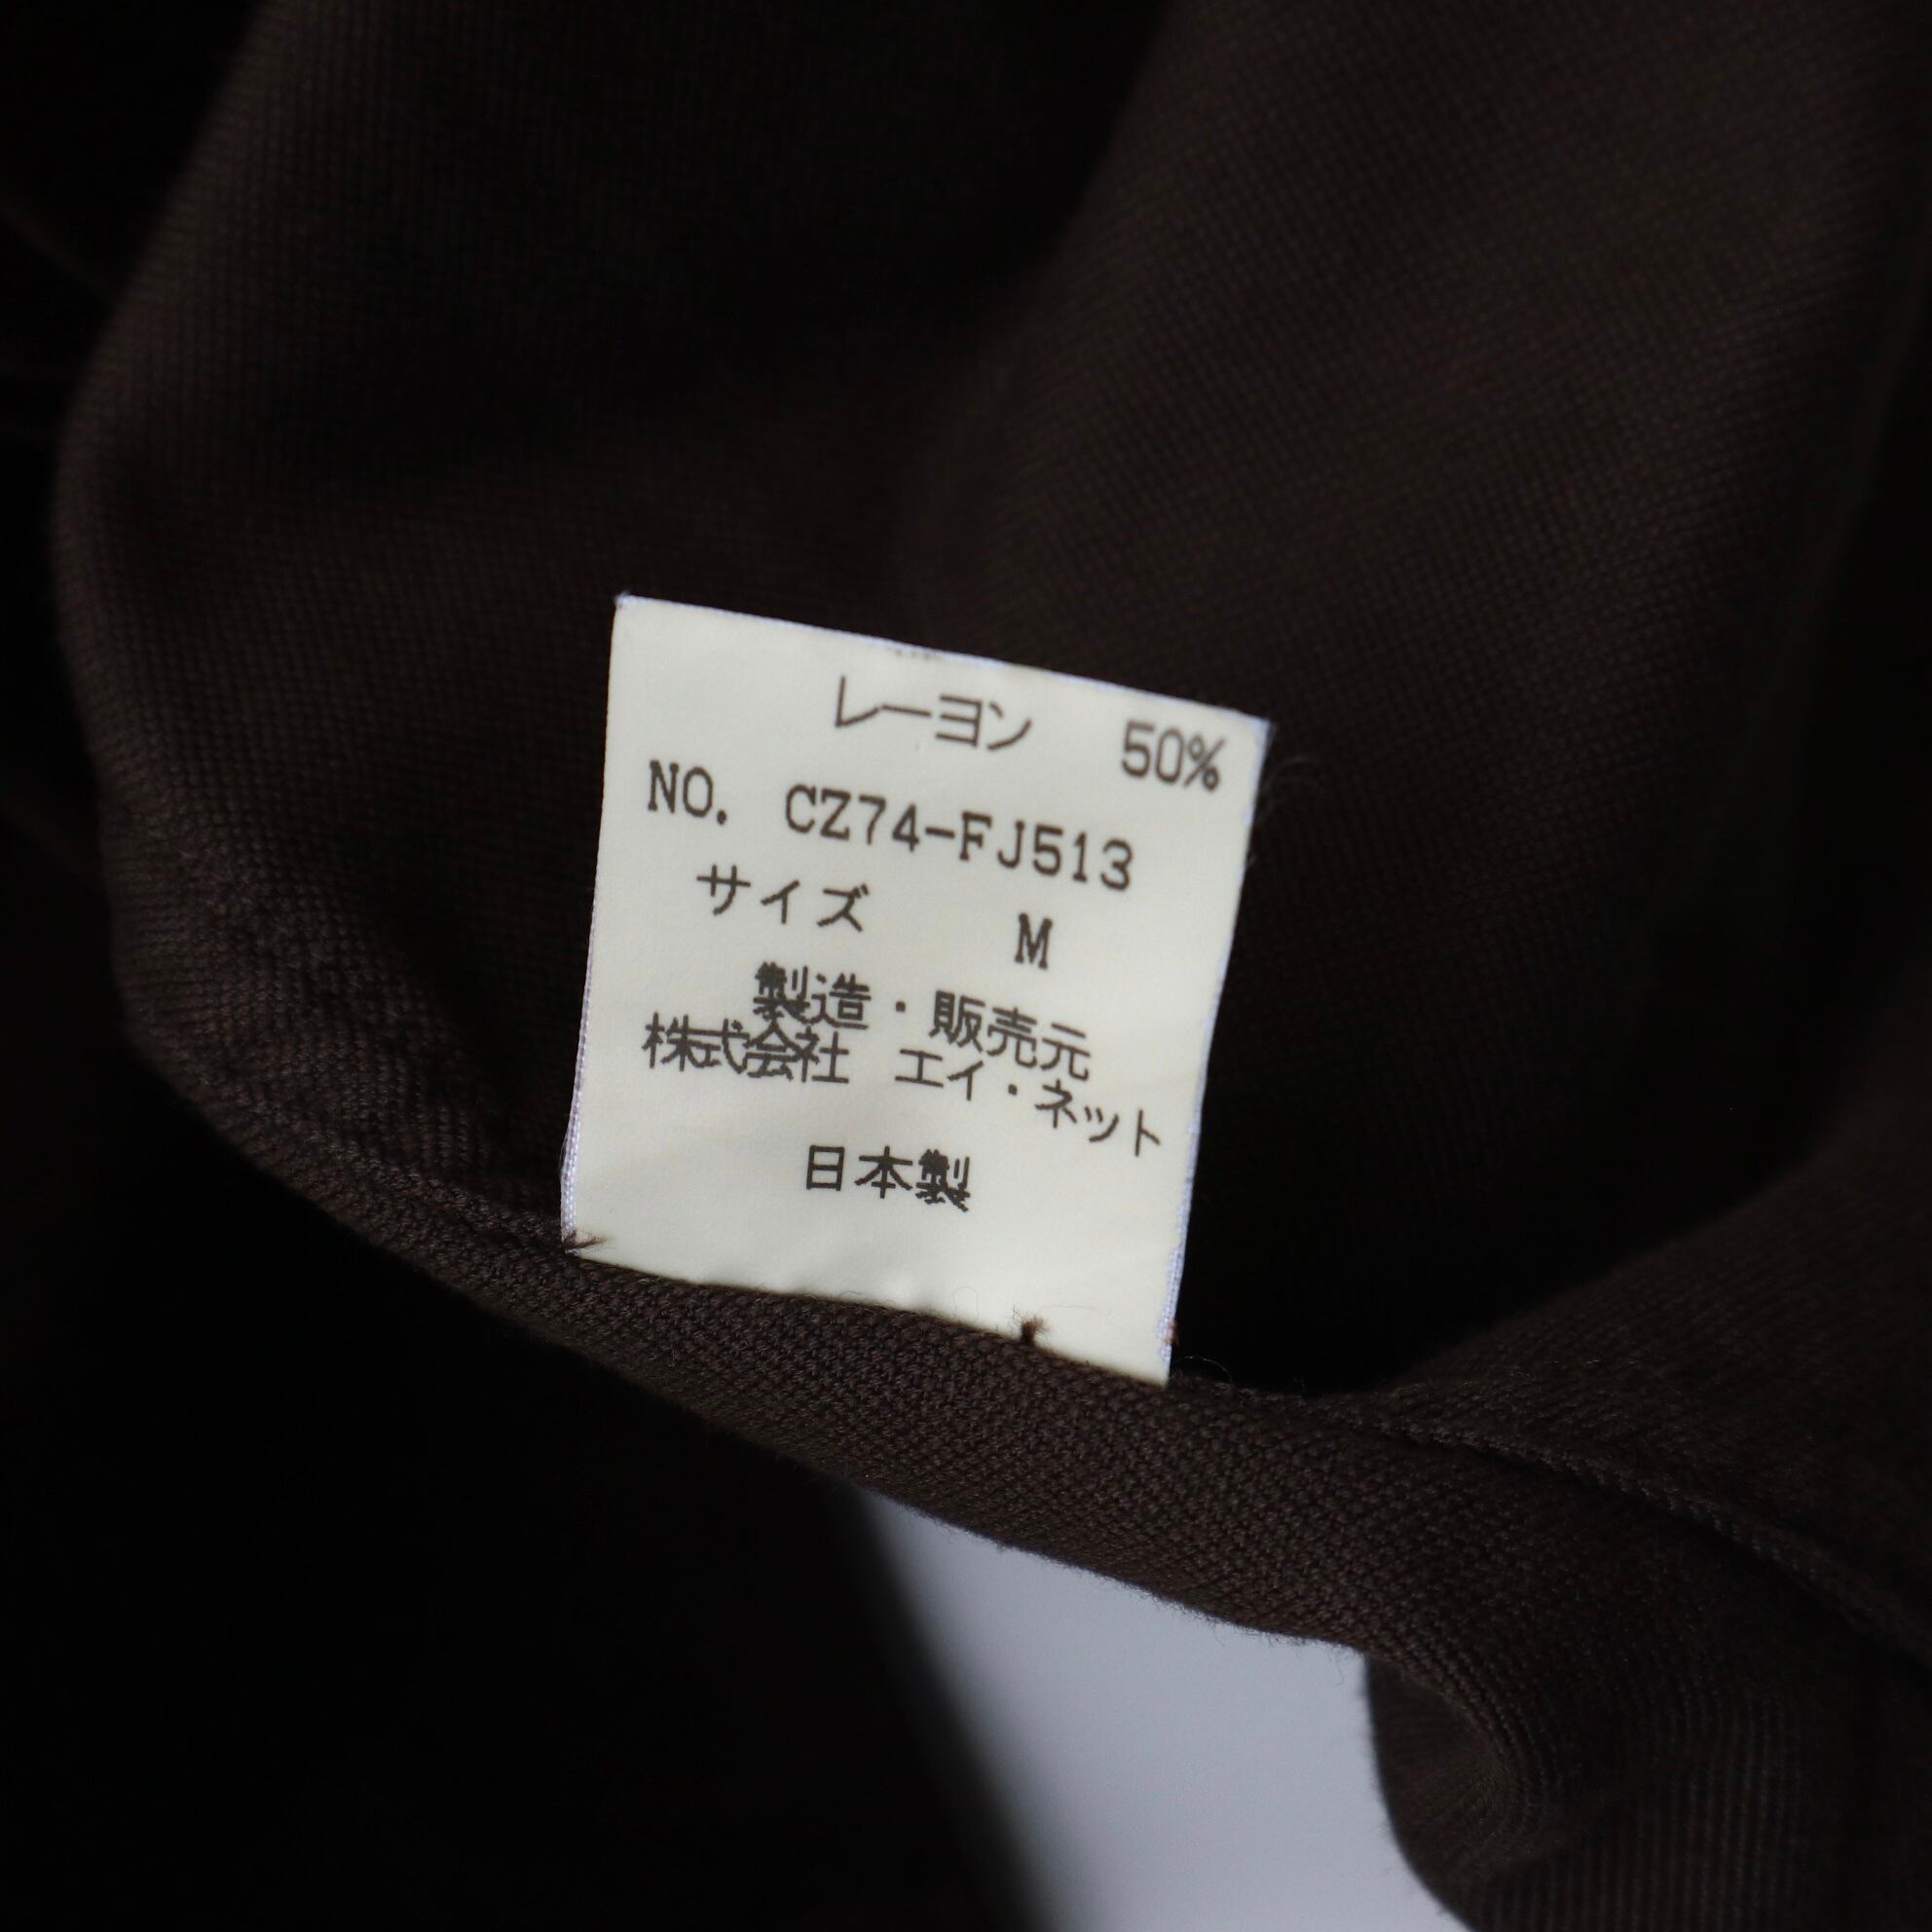 レーヨン 50%
NO. CZ74-FJ513
サイズ M
製造・販売元
株式会社 エイ・ネット
日本製